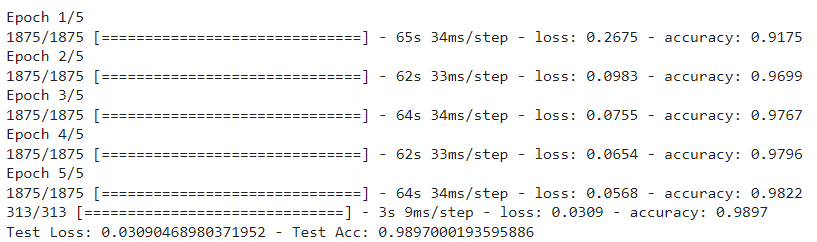 Epoch 1/5
1875/1875 [==============================] - 65s 34ms/step - loss: 0.2675 - accuracy: 0.9175
Epoch 2/5
1875/1875 [==============================] - 62s 33ms/step - loss: 0.0983 - accuracy: 0.9699
Epoch 3/5
1875/1875 [==============================] - 64s 34ms/step - loss: 0.0755 - accuracy: 0.9767
Epoch 4/5
1875/1875 [==============================] - 62s 33ms/step - loss: 0.0654 - accuracy: 0.9796
Epoch 5/5
1875/1875 [==============================] - 64s 34ms/step - loss: 0.0568 - accuracy: 0.9822
313/313 [==============================] - 3s 9ms/step - loss: 0.0309 - accuracy: 0.9897
Test Loss: 0.03090468980371952 - Test Acc: 0.9897000193595886